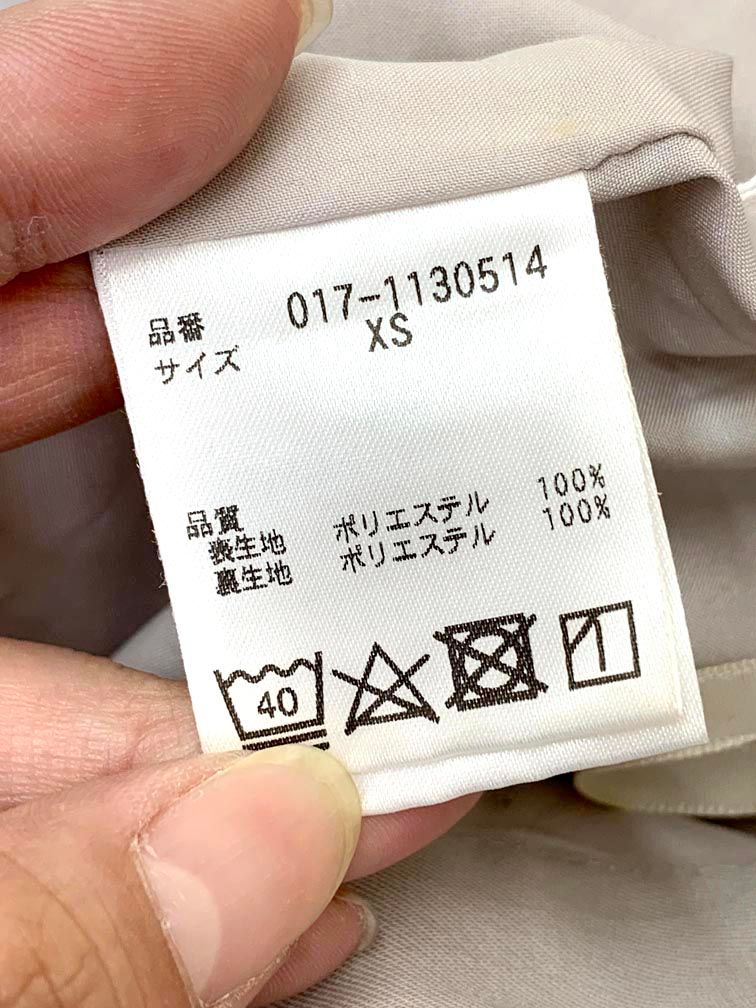 品番 017-1130514
サイズ XS
品質
表生地 ポリエステル 100%
裏生地 ポリエステル 100%
40